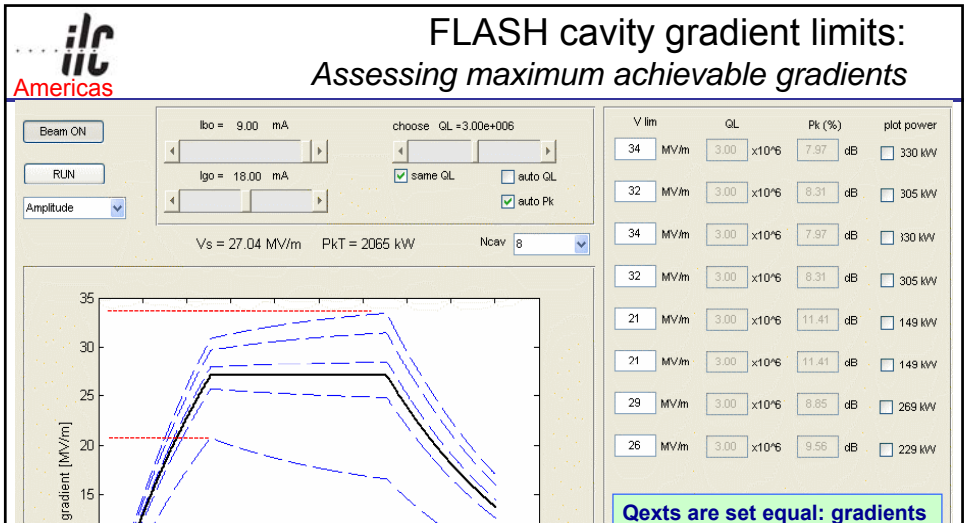 ilc
Americas
FLASH cavity gradient limits:
Assessing maximum achievable gradients
Beam ON
RUN
Amplitude
Ibo = 9.00 mA
Igo = 18.00 mA
choose QL =3.00e+006
same QL
auto QL
auto Pk
Vs = 27.04 MV/m PkT = 2065 kW
Ncav 8
V lim QL Pk (%) plot power
34 MV/m 3.00 x10^6 7.97 dB 330 kW
32 MV/m 3.00 x10^6 8.31 dB 305 kW
34 MV/m 3.00 x10^6 7.97 dB 330 kW
32 MV/m 3.00 x10^6 8.31 dB 305 kW
21 MV/m 3.00 x10^6 11.41 dB 149 kW
21 MV/m 3.00 x10^6 11.41 dB 149 kW
29 MV/m 3.00 x10^6 8.85 dB 269 kW
26 MV/m 3.00 x10^6 9.56 dB 229 kW
35
30
25
20
15
gradient [MV/m]
Qexts are set equal: gradients